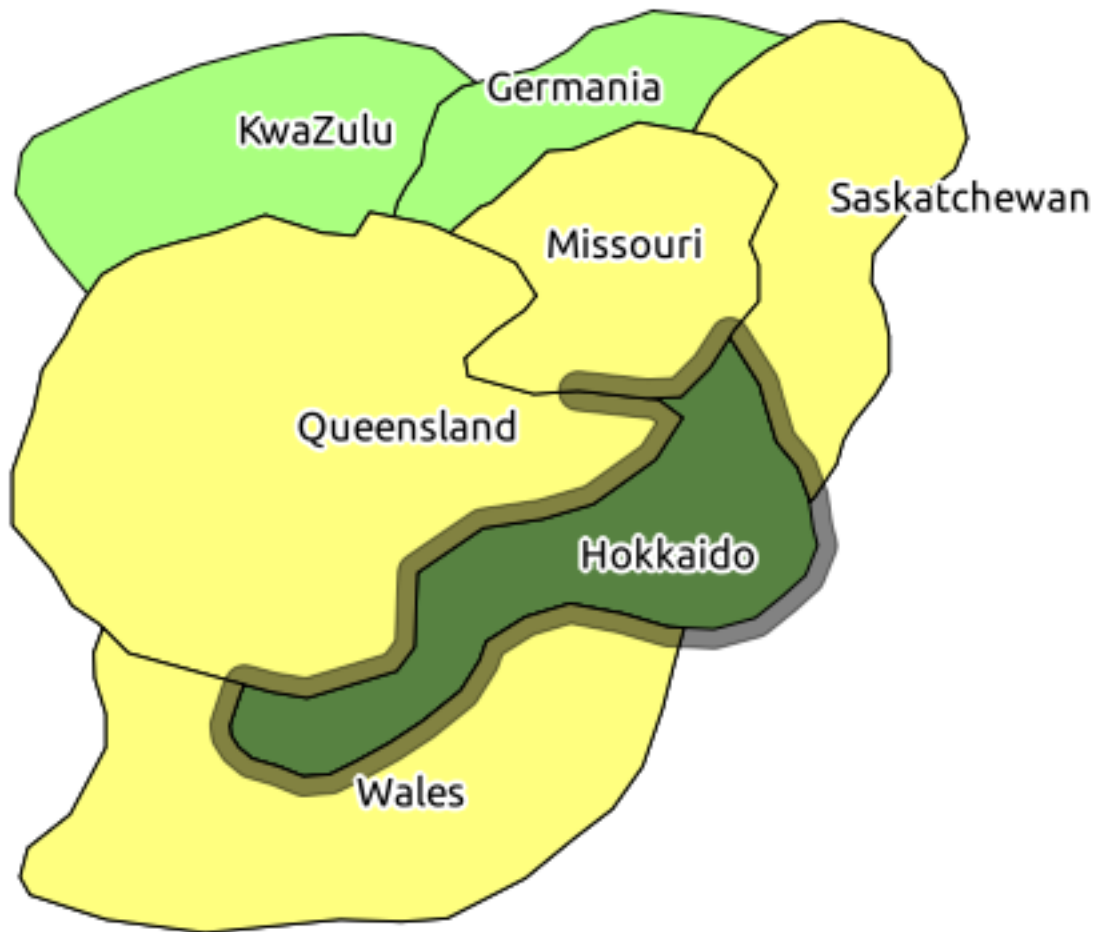 Germania
KwaZulu
Saskatchewan
Missouri
Queensland
Hokkaido
Wales